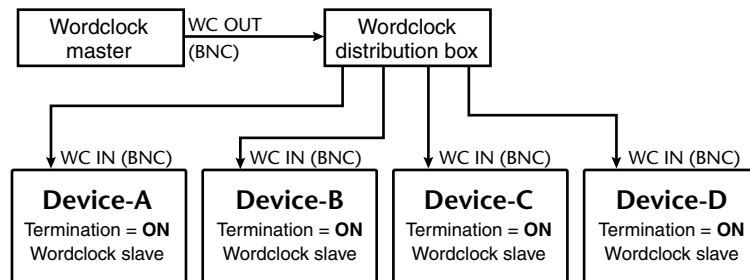 Wordclock
master
WC OUT
(BNC)
Wordclock
distribution box
WC IN (BNC)
WC IN (BNC)
WC IN (BNC)
WC IN (BNC)
Device-A
Termination = ON
Wordclock slave
Device-B
Termination = ON
Wordclock slave
Device-C
Termination = ON
Wordclock slave
Device-D
Termination = ON
Wordclock slave